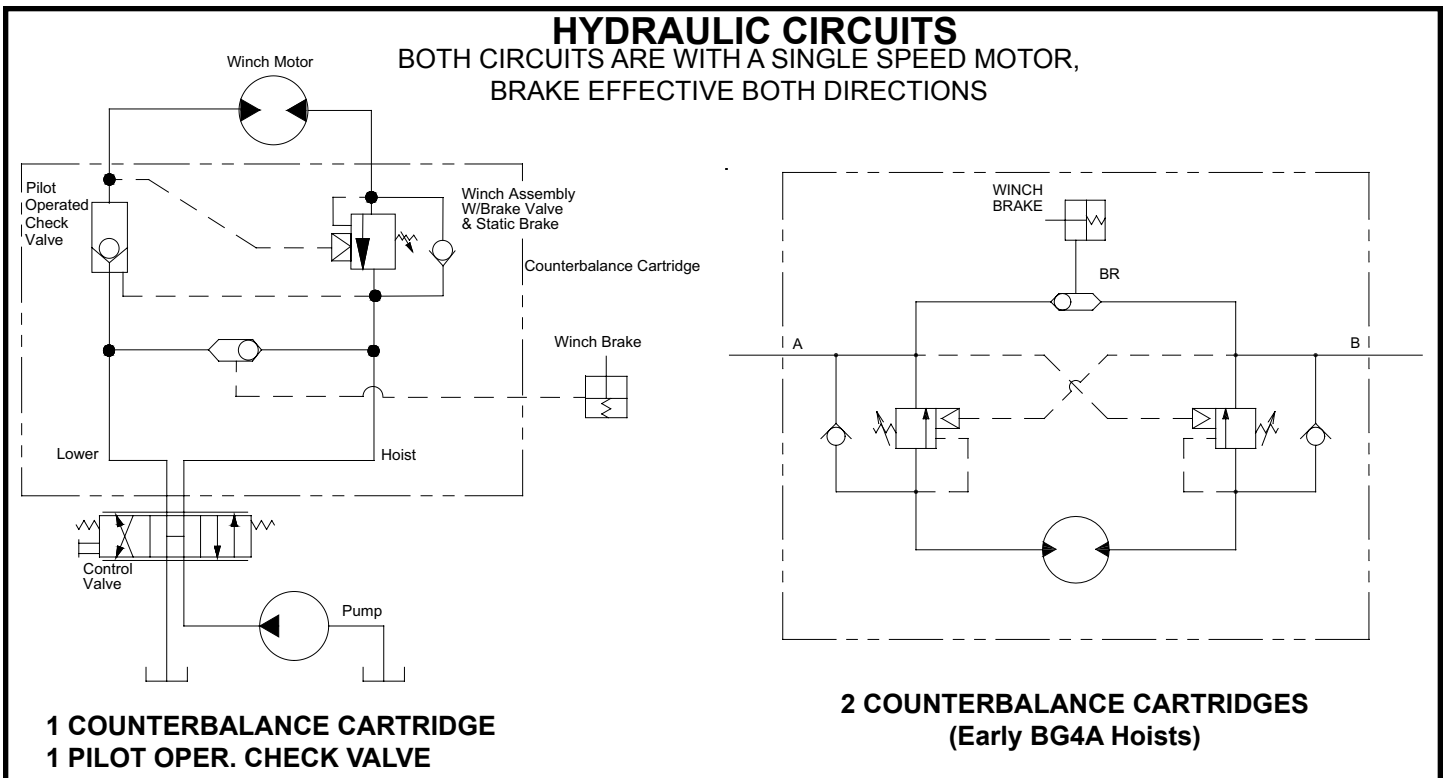 HYDRAULIC CIRCUITS
BOTH CIRCUITS ARE WITH A SINGLE SPEED MOTOR,
BRAKE EFFECTIVE BOTH DIRECTIONS
Winch Motor
Pilot
Operated
Check
Valve
Winch Assembly
W/Brake Valve
& Static Brake
Counterbalance Cartridge
Winch Brake
Lower
Hoist
Control
Valve
Pump
1 COUNTERBALANCE CARTRIDGE
1 PILOT OPER. CHECK VALVE
WINCH
BRAKE
BR
A
B
2 COUNTERBALANCE CARTRIDGES
(Early BG4A Hoists)